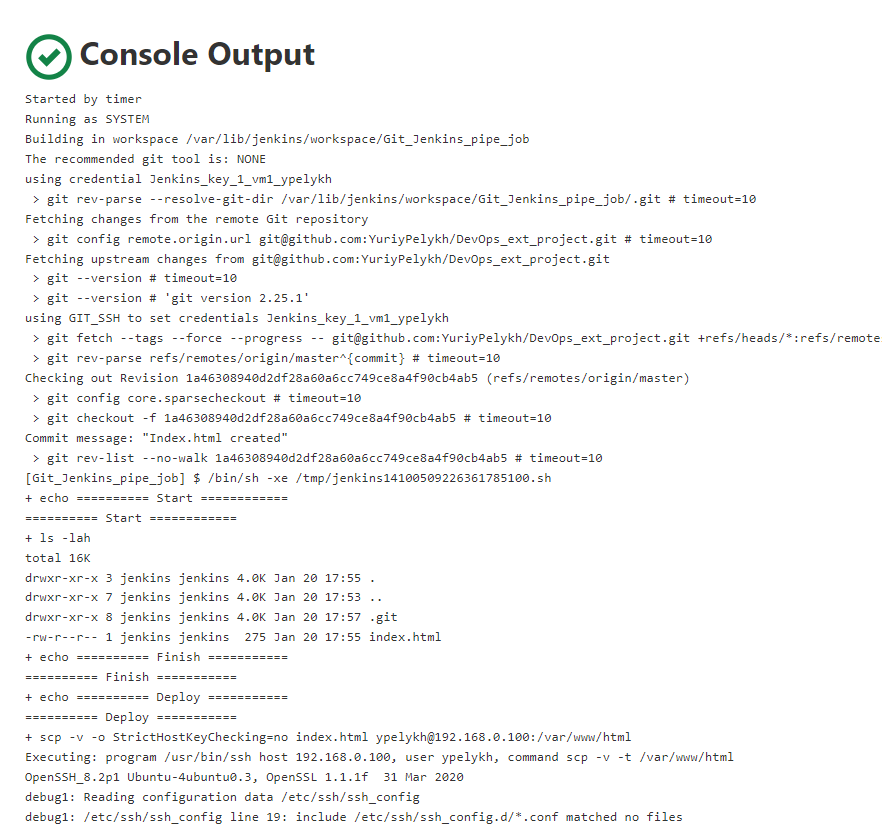 Console Output
Started by timer
Running as SYSTEM
Building in workspace /var/lib/jenkins/workspace/Git_Jenkins_pipe_job
The recommended git tool is: NONE
using credential Jenkins_key_1_vm1_ypelykh
 > git rev-parse --resolve-git-dir /var/lib/jenkins/workspace/Git_Jenkins_pipe_job/.git # timeout=10
Fetching changes from the remote Git repository
 > git config remote.origin.url git@github.com:YuriyPelykh/DevOps_ext_project.git # timeout=10
Fetching upstream changes from git@github.com:YuriyPelykh/DevOps_ext_project.git
 > git --version # timeout=10
 > git --version # 'git version 2.25.1'
using GIT_SSH to set credentials Jenkins_key_1_vm1_ypelykh
 > git fetch --tags --force --progress -- git@github.com:YuriyPelykh/DevOps_ext_project.git +refs/heads/*:refs/remote
 > git rev-parse refs/remotes/origin/master^{commit} # timeout=10
Checking out Revision 1a46308940d2df28a60a6cc749ce8a4f90cb4ab5 (refs/remotes/origin/master)
 > git config core.sparsecheckout # timeout=10
 > git checkout -f 1a46308940d2df28a60a6cc749ce8a4f90cb4ab5 # timeout=10
Commit message: "Index.html created"
 > git rev-list --no-walk 1a46308940d2df28a60a6cc749ce8a4f90cb4ab5 # timeout=10
[Git_Jenkins_pipe_job] $ /bin/sh -xe /tmp/jenkins14100509226361785100.sh
+ echo ========== Start ============
========== Start ============
+ ls -lah
total 16K
drwxr-xr-x 3 jenkins jenkins 4.0K Jan 20 17:55 .
drwxr-xr-x 7 jenkins jenkins 4.0K Jan 20 17:53 ..
drwxr-xr-x 8 jenkins jenkins 4.0K Jan 20 17:57 .git
-rw-r--r-- 1 jenkins jenkins  275 Jan 20 17:55 index.html
+ echo ========== Finish ===========
========== Finish ===========
+ echo ========== Deploy ===========
========== Deploy ===========
+ scp -v -o StrictHostKeyChecking=no index.html ypelykh@192.168.0.100:/var/www/html
Executing: program /usr/bin/ssh host 192.168.0.100, user ypelykh, command scp -v -t /var/www/html
OpenSSH_8.2p1 Ubuntu-4ubuntu0.3, OpenSSL 1.1.1f  31 Mar 2020
debug1: Reading configuration data /etc/ssh/ssh_config
debug1: /etc/ssh/ssh_config line 19: include /etc/ssh/ssh_config.d/*.conf matched no files